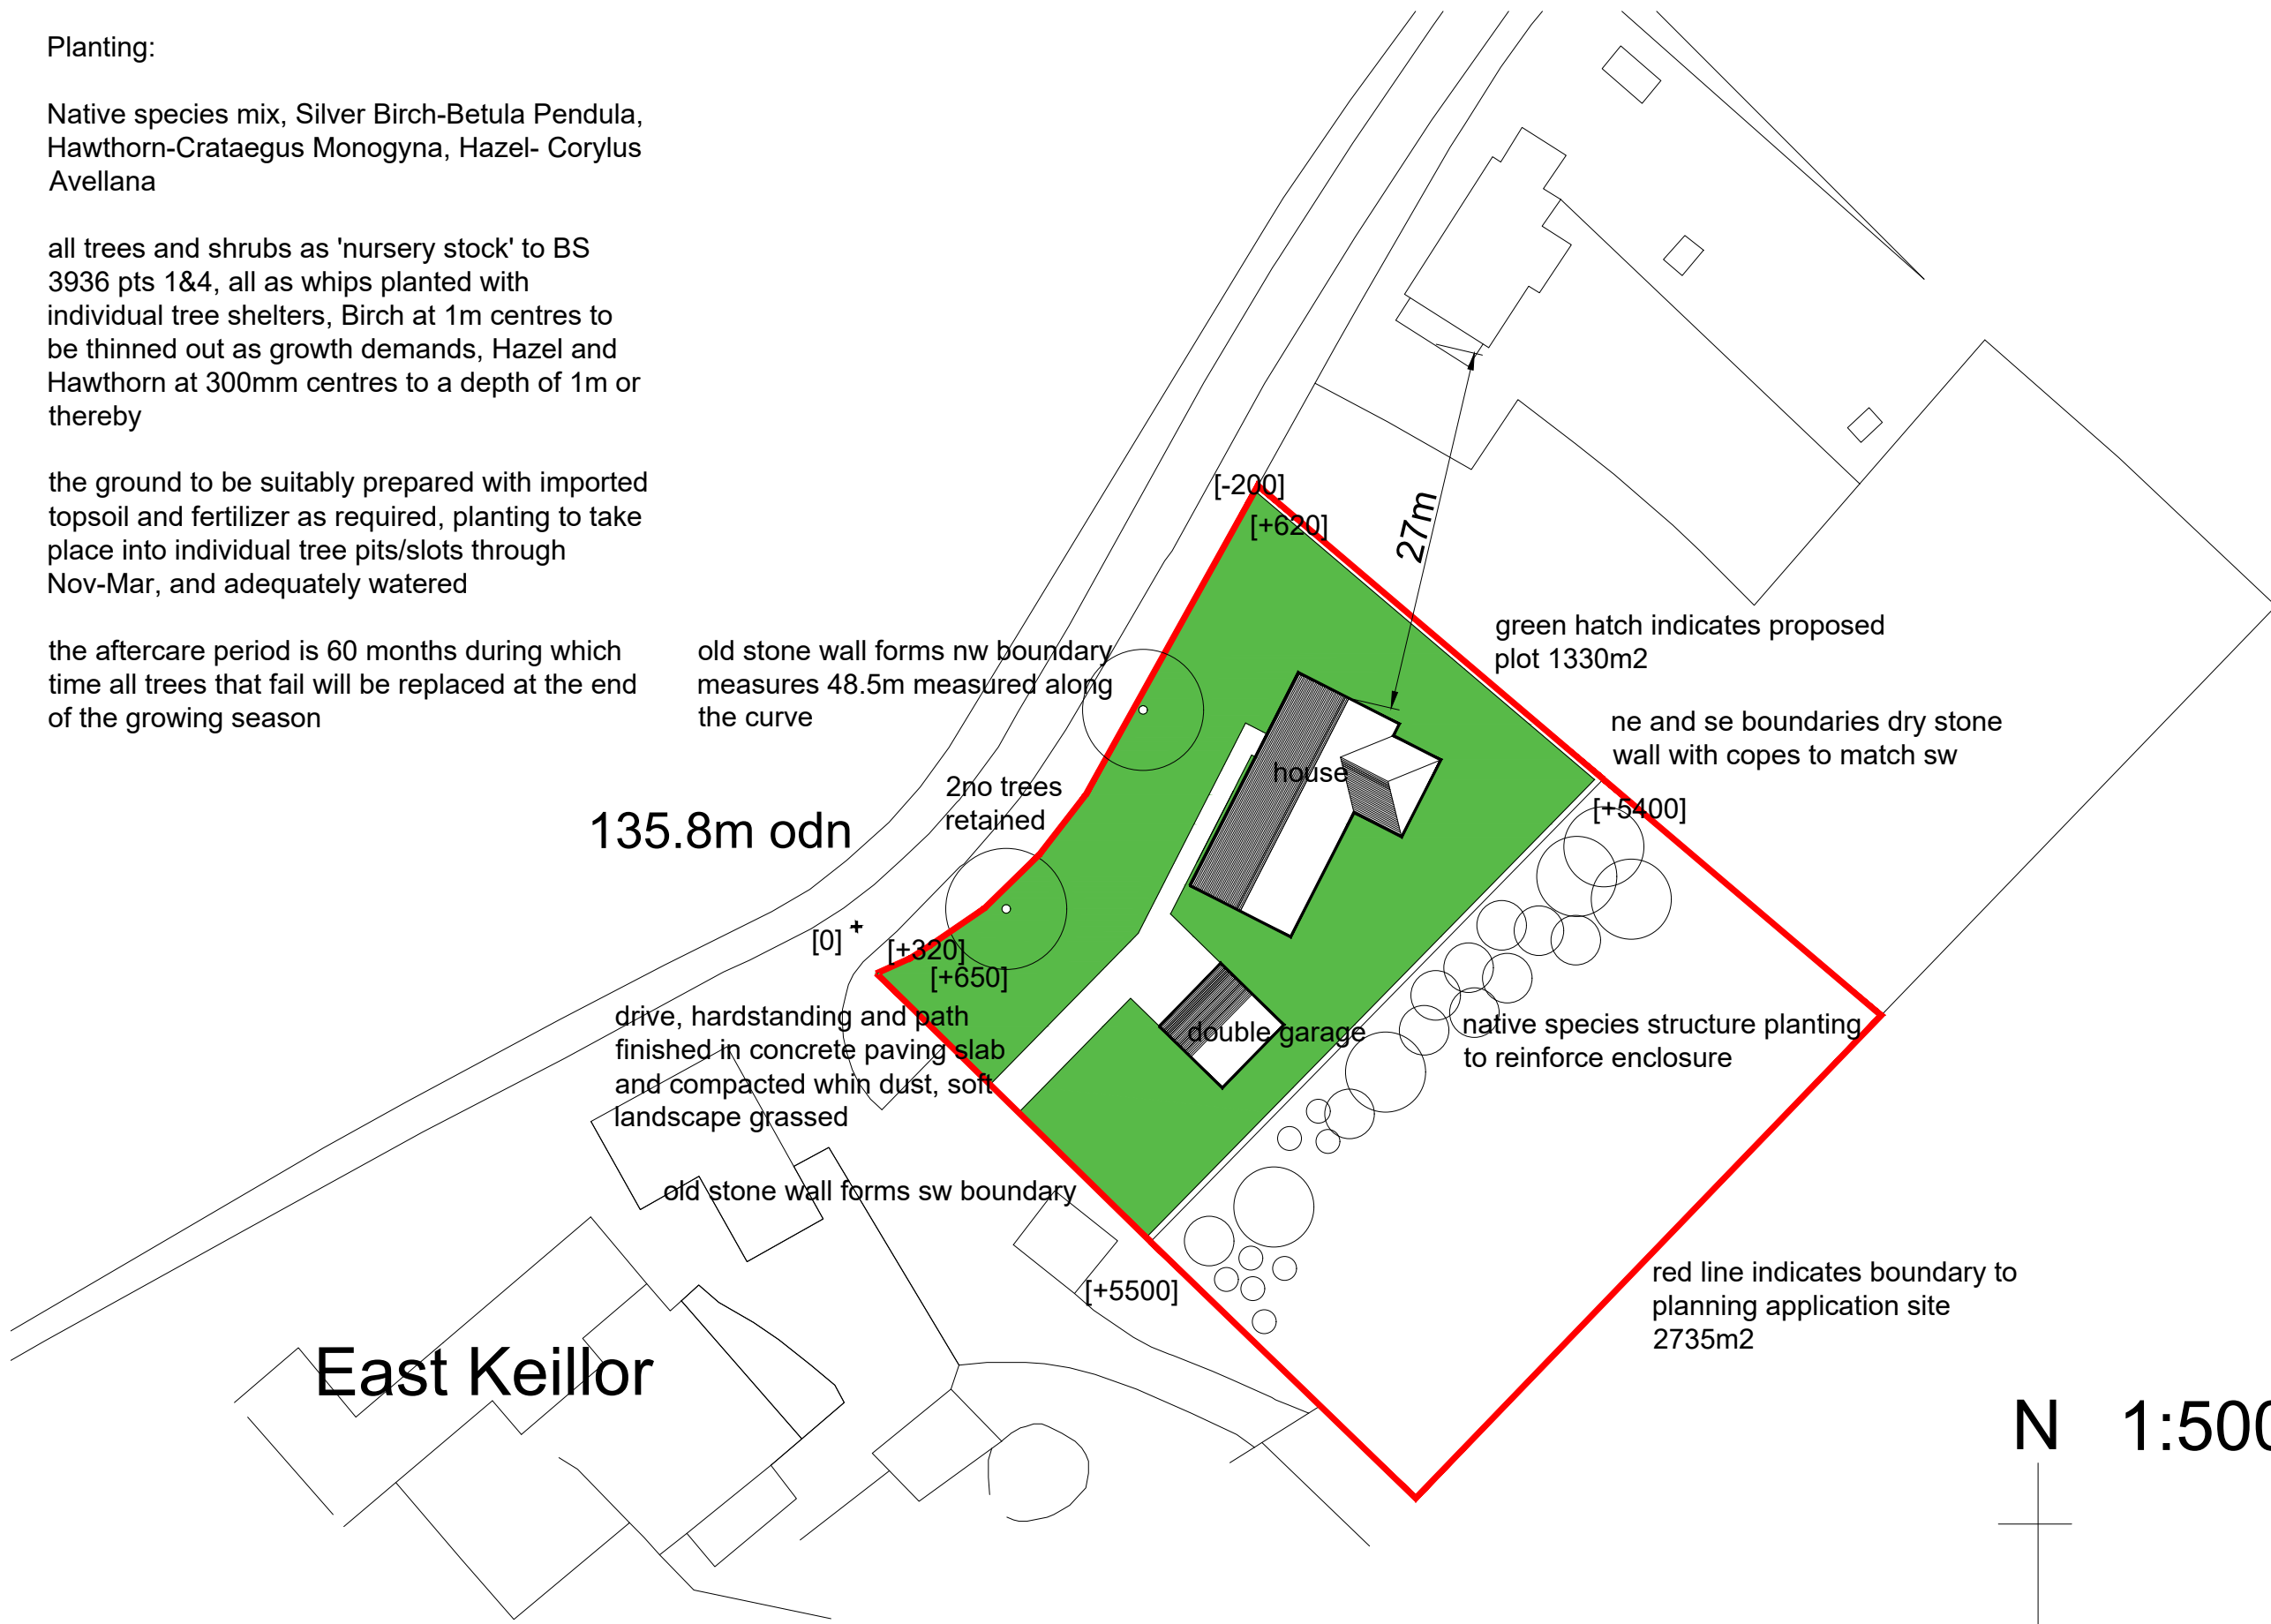 Planting:
Native species mix, Silver Birch-Betula Pendula,
Hawthorn-Crataegus Monogyna, Hazel- Corylus
Avellana
all trees and shrubs as 'nursery stock' to BS
3936 pts 1&4, all as whips planted with
individual tree shelters, Birch at 1m centres to
be thinned out as growth demands, Hazel and
Hawthorn at 300mm centres to a depth of 1m or
thereby
the ground to be suitably prepared with imported
topsoil and fertilizer as required, planting to take
place into individual tree pits/slots through
Nov-Mar, and adequately watered
the aftercare period is 60 months during which
time all trees that fail will be replaced at the end
of the growing season
old stone wall forms nw boundary
measures 48.5m measured along
the curve
[-200]
[+620]
27m
green hatch indicates proposed
plot 1330m2
ne and se boundaries dry stone
wall with copes to match sw
house
2no trees
retained
[+5400]
135.8m odn
[0]
[+320]
[+650]
drive, hardstanding and path
finished in concrete paving slab
and compacted whin dust, soft
landscape grassed
double garage
native species structure planting
to reinforce enclosure
old stone wall forms sw boundary
[+5500]
red line indicates boundary to
planning application site
2735m2
East Keillor
N
1:500